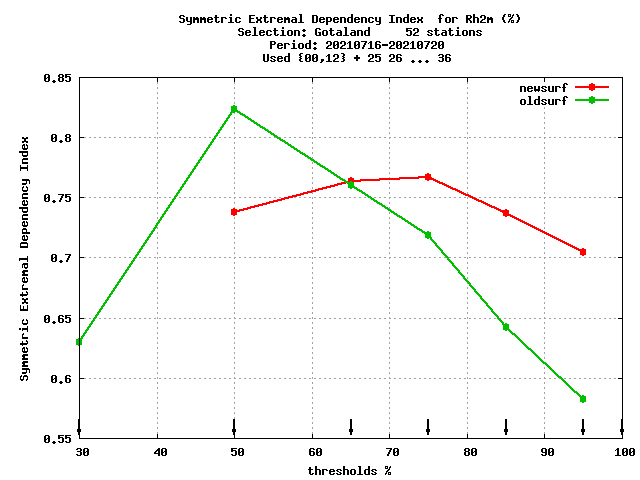 Symmetric Extremal Dependency Index  for Rh2m (%)
Selection: Gotaland     52 stations
Period: 20210716-20210720
Used {00,12} + 25 26 ... 36
newsurf
oldsurf
Symmetric Extremal Dependency Index
0.85
0.8
0.75
0.7
0.65
0.6
0.55
30 40 50 60 70 80 90 100
thresholds %